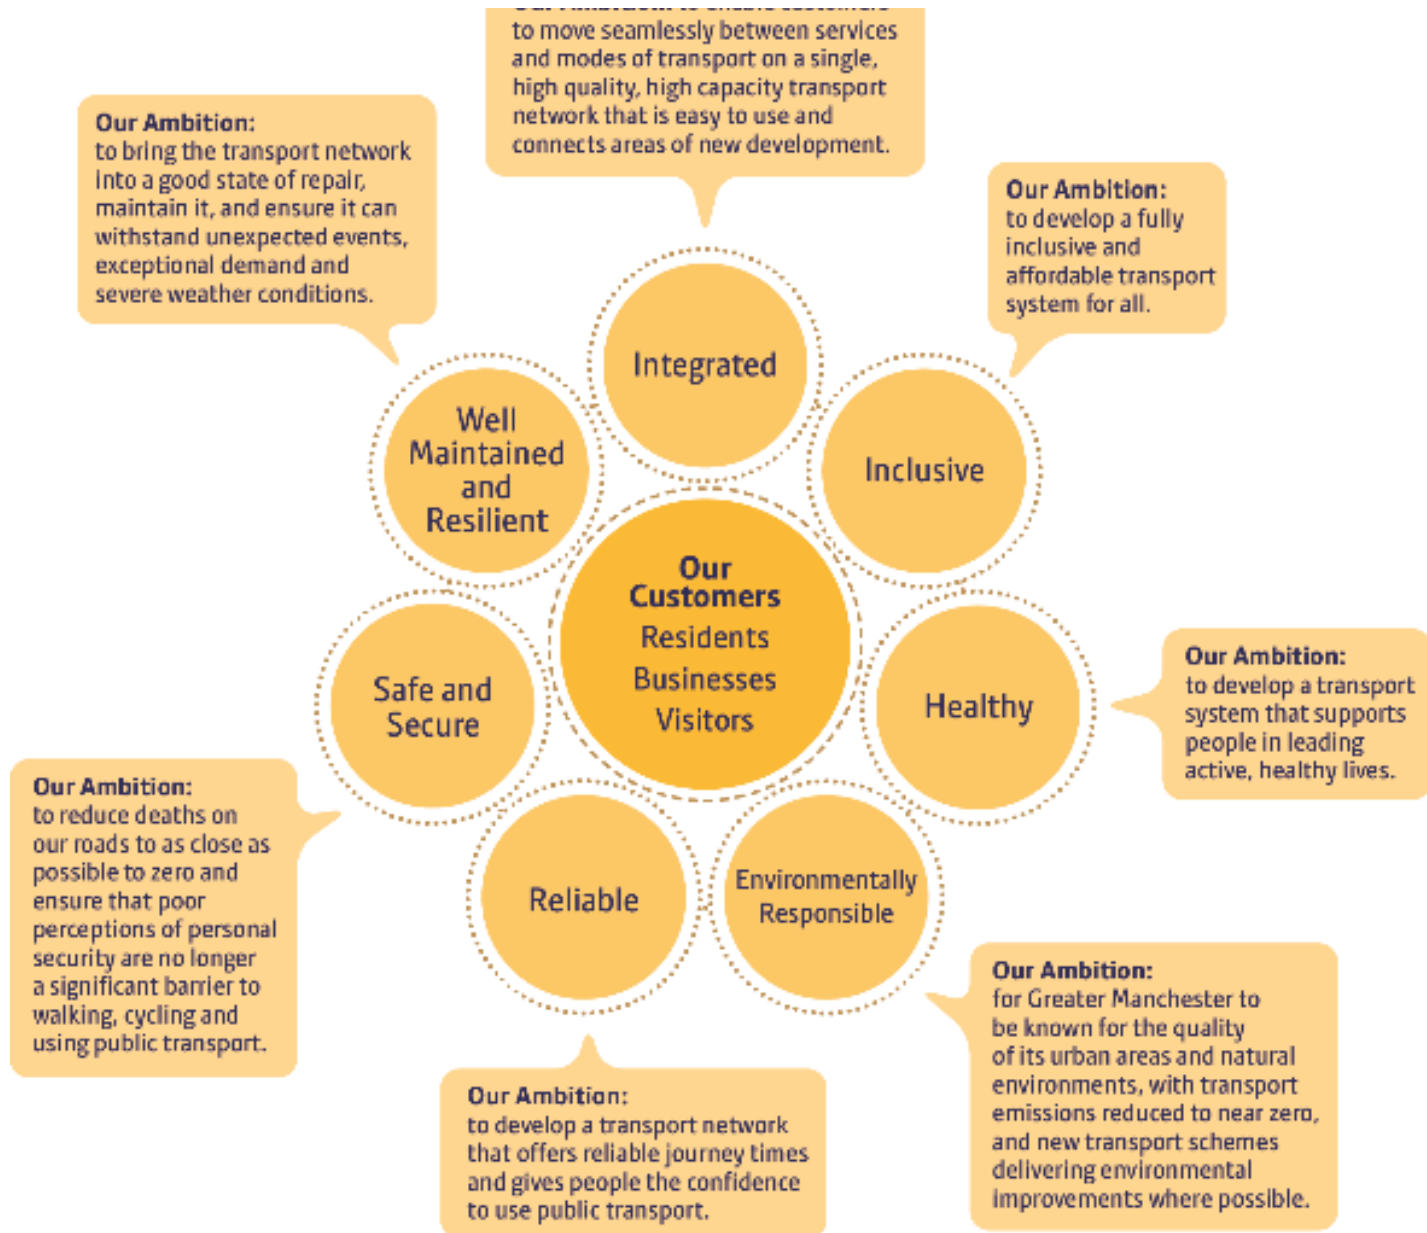 Our Ambition: to enable customers
to move seamlessly between services
and modes of transport on a single,
high quality, high capacity transport
network that is easy to use and
connects areas of new development.
Our Ambition:
to bring the transport network
into a good state of repair,
maintain it, and ensure it can
withstand unexpected events,
exceptional demand and
severe weather conditions.
Our Ambition:
to develop a fully
inclusive and
affordable transport
system for all.
Integrated
Well
Maintained
and
Resilient
Inclusive
Our
Customers
Residents
Businesses
Visitors
Safe and
Secure
Healthy
Our Ambition:
to develop a transport
system that supports
people in leading
active, healthy lives.
Our Ambition:
to reduce deaths on
our roads to as close as
possible to zero and
ensure that poor
perceptions of personal
security are no longer
a significant barrier to
walking, cycling and
using public transport.
Reliable
Environmentally
Responsible
Our Ambition:
to develop a transport network
that offers reliable journey times
and gives people the confidence
to use public transport.
Our Ambition:
for Greater Manchester to
be known for the quality
of its urban areas and natural
environments, with transport
emissions reduced to near zero,
and new transport schemes
delivering environmental
improvements where possible.